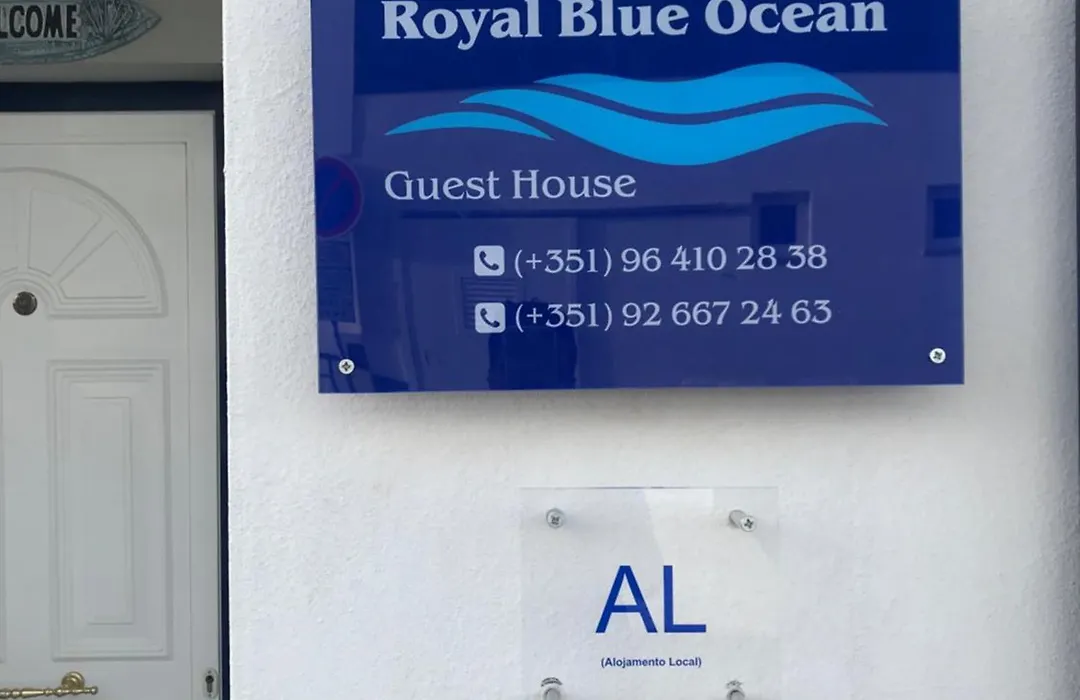 LCOME
Royal Blue Ocean
Guest House
(+351) 96 410 28 38
(+351) 92 667 24 63
AL
(Alojamento Local)